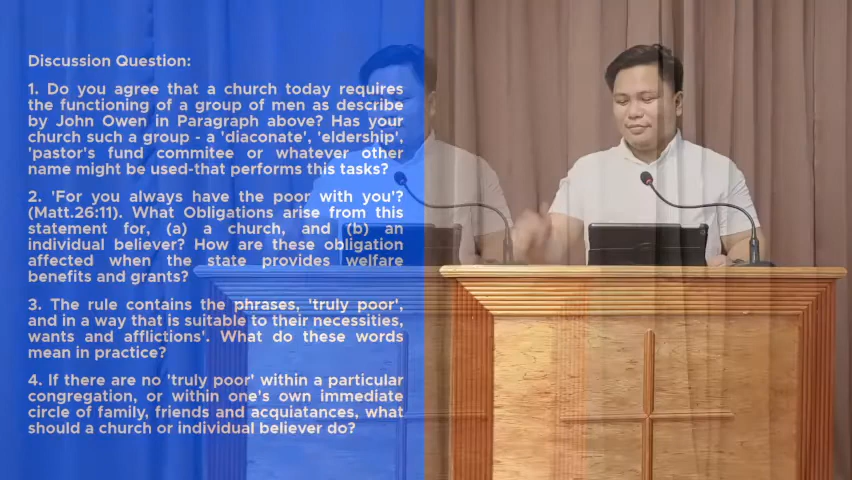 Discussion Question:
1. Do you agree that a church today requires
the functioning of a group of men as describe
by John Owen in Paragraph above? Has your
church such a group - a 'diaconate', 'eldership',
'pastor's fund commitee or whatever other
name might be used-that performs this tasks?
2. 'For you always have the poor with you'?
(Matt.26:11). What Obligations arise from this
statement for, (a) a church, and (b) an
individual believer? How are these obligation
affected when the state provides welfare
benefits and grants?
3. The rule contains the phrases, 'truly poor',
and in a way that is suitable to their necessities,
wants and afflictions'. What do these words
mean in practice?
4. If there are no 'truly poor' within a particular
congregation, or within one's own immediate
circle of family, friends and acquiatances, what
should a church or individual believer do?